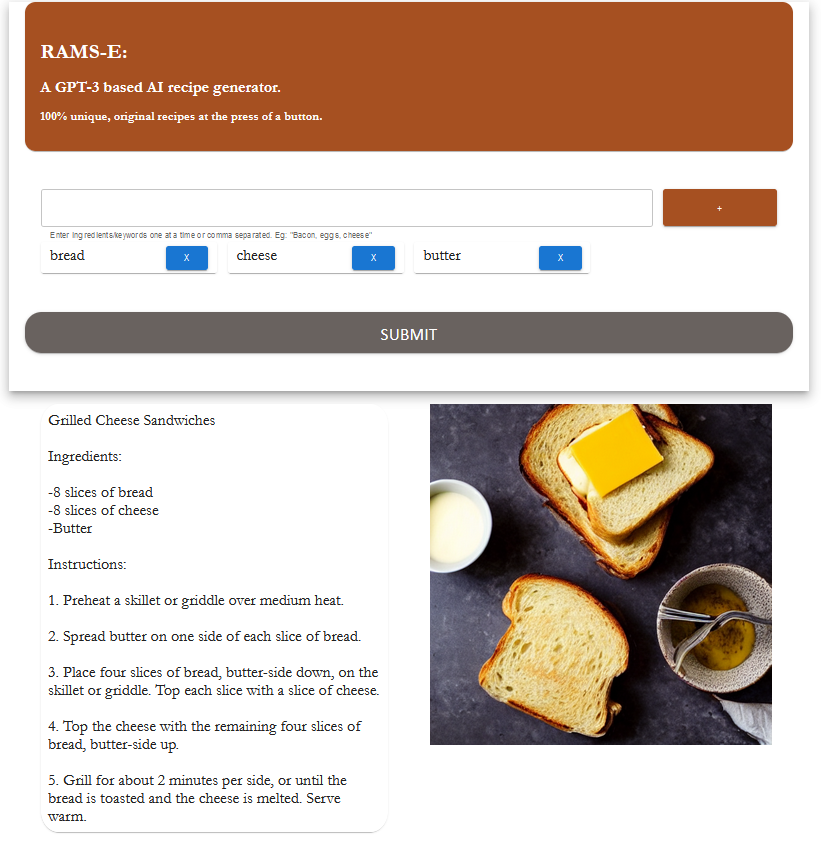 RAMS-E:
A GPT-3 based AI recipe generator.
100% unique, original recipes at the press of a button.
+
Enter Ingredients/keywords one at a time or comma separated. Eg: "Bacon, eggs, cheese".
bread X cheese X butter X
SUBMIT
Grilled Cheese Sandwiches
Ingredients:
-8 slices of bread
-8 slices of cheese
-Butter
Instructions:
1. Preheat a skillet or griddle over medium heat.
2. Spread butter on one side of each slice of bread.
3. Place four slices of bread, butter-side down, on the
skillet or griddle. Top each slice with a slice of cheese.
4. Top the cheese with the remaining four slices of
bread, butter-side up.
5. Grill for about 2 minutes per side, or until the
bread is toasted and the cheese is melted. Serve
warm.